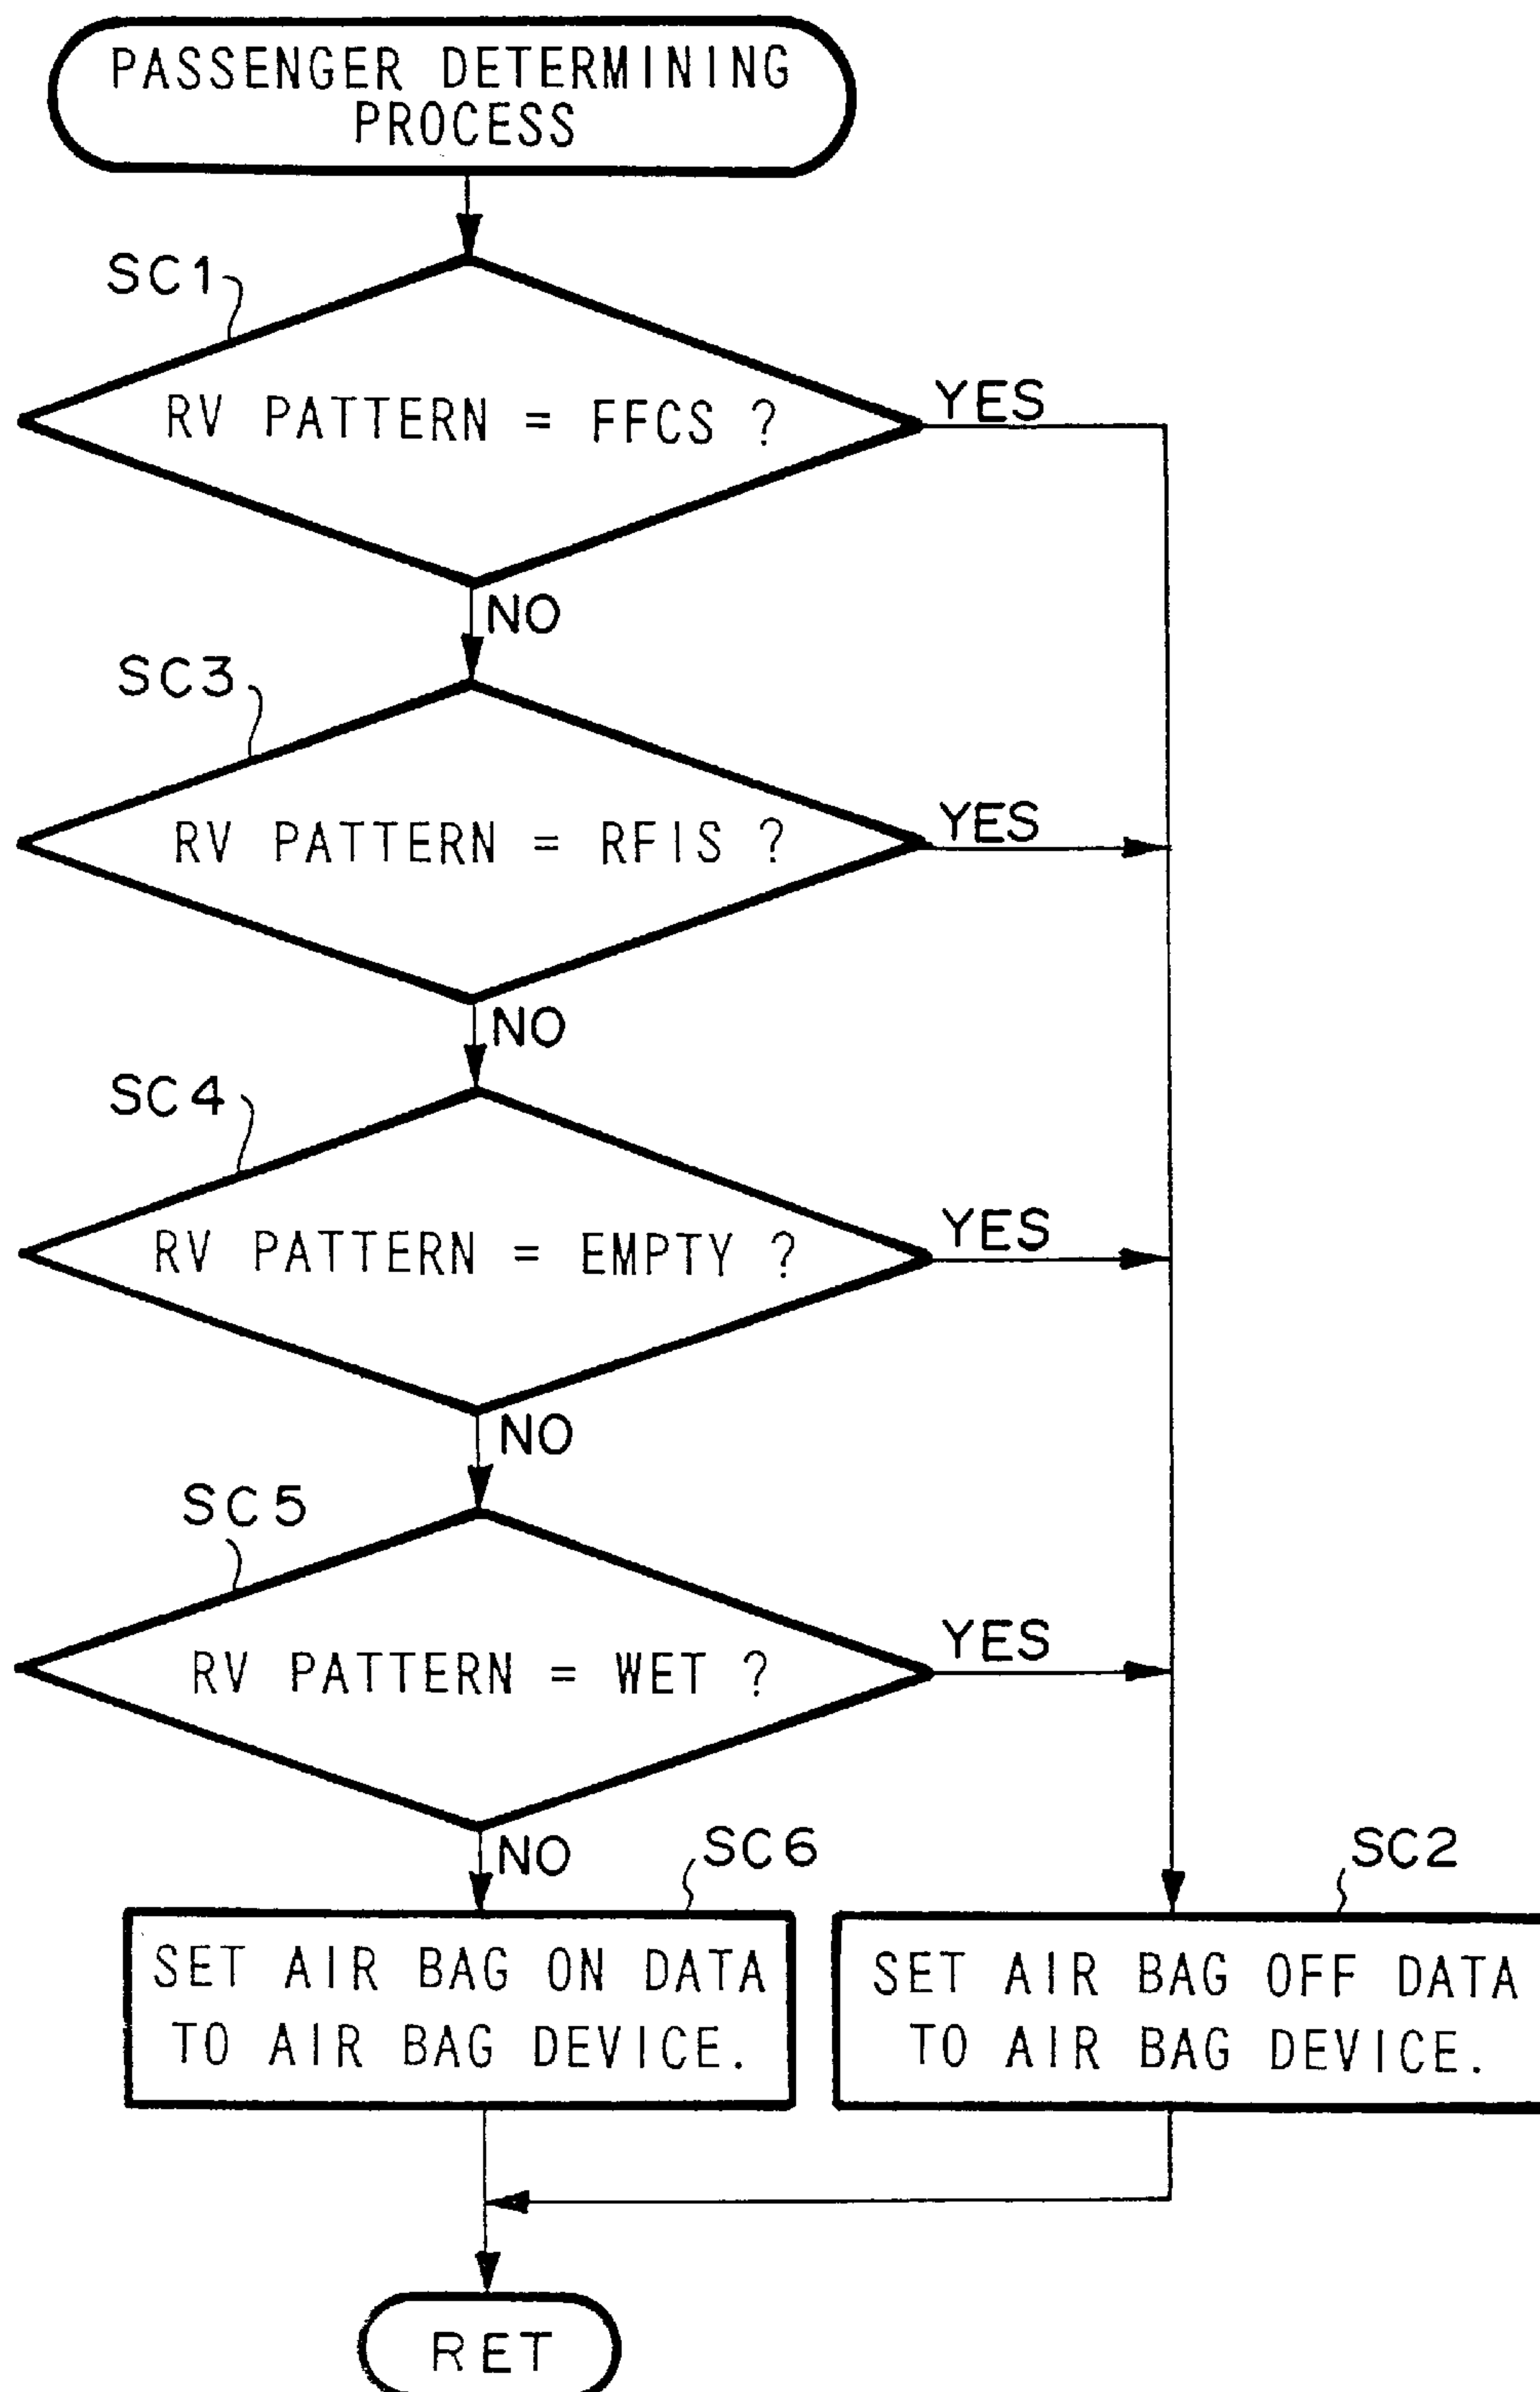 PASSENGER DETERMINING
PROCESS
SC1
RV PATTERN = FFCS ?
YES
NO
SC3
RV PATTERN = RFIS ?
YES
NO
SC4
RV PATTERN = EMPTY ?
YES
NO
SC5
RV PATTERN = WET ?
YES
NO
SC6
SET AIR BAG ON DATA
TO AIR BAG DEVICE.
SC2
SET AIR BAG OFF DATA
TO AIR BAG DEVICE.
RET